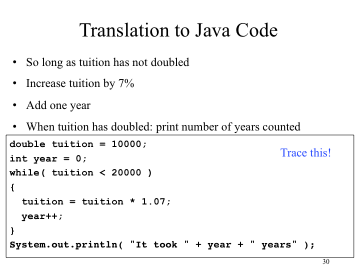 Translation to Java Code
• So long as tuition has not doubled
• Increase tuition by 7%
• Add one year
• When tuition has doubled: print number of years counted
double tuition = 10000;
Trace this!
int year = 0;
while( tuition < 20000 )
{
tuition = tuition * 1.07;
year++;
}
System.out.println( "It took " + year + " years" );
30